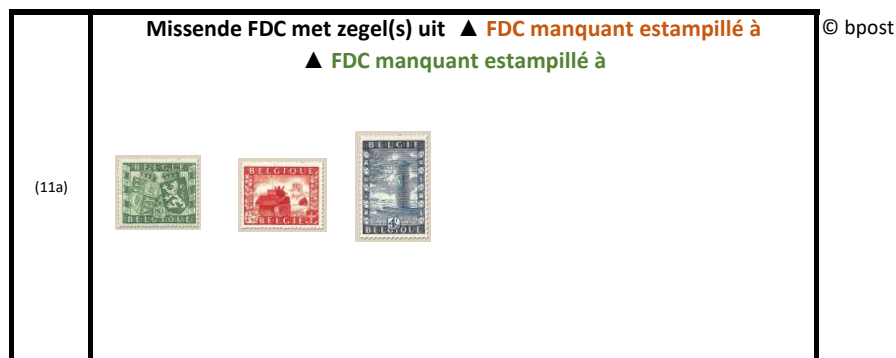 Missende FDC met zegel(s) uit ▲ FDC manquant estampillé à
▲ FDC manquant estampillé à
© bpost
(11a)
BELGIE
BELGIQUE
BELGIQUE
BELGIE
BELGIE
BELGIQUE